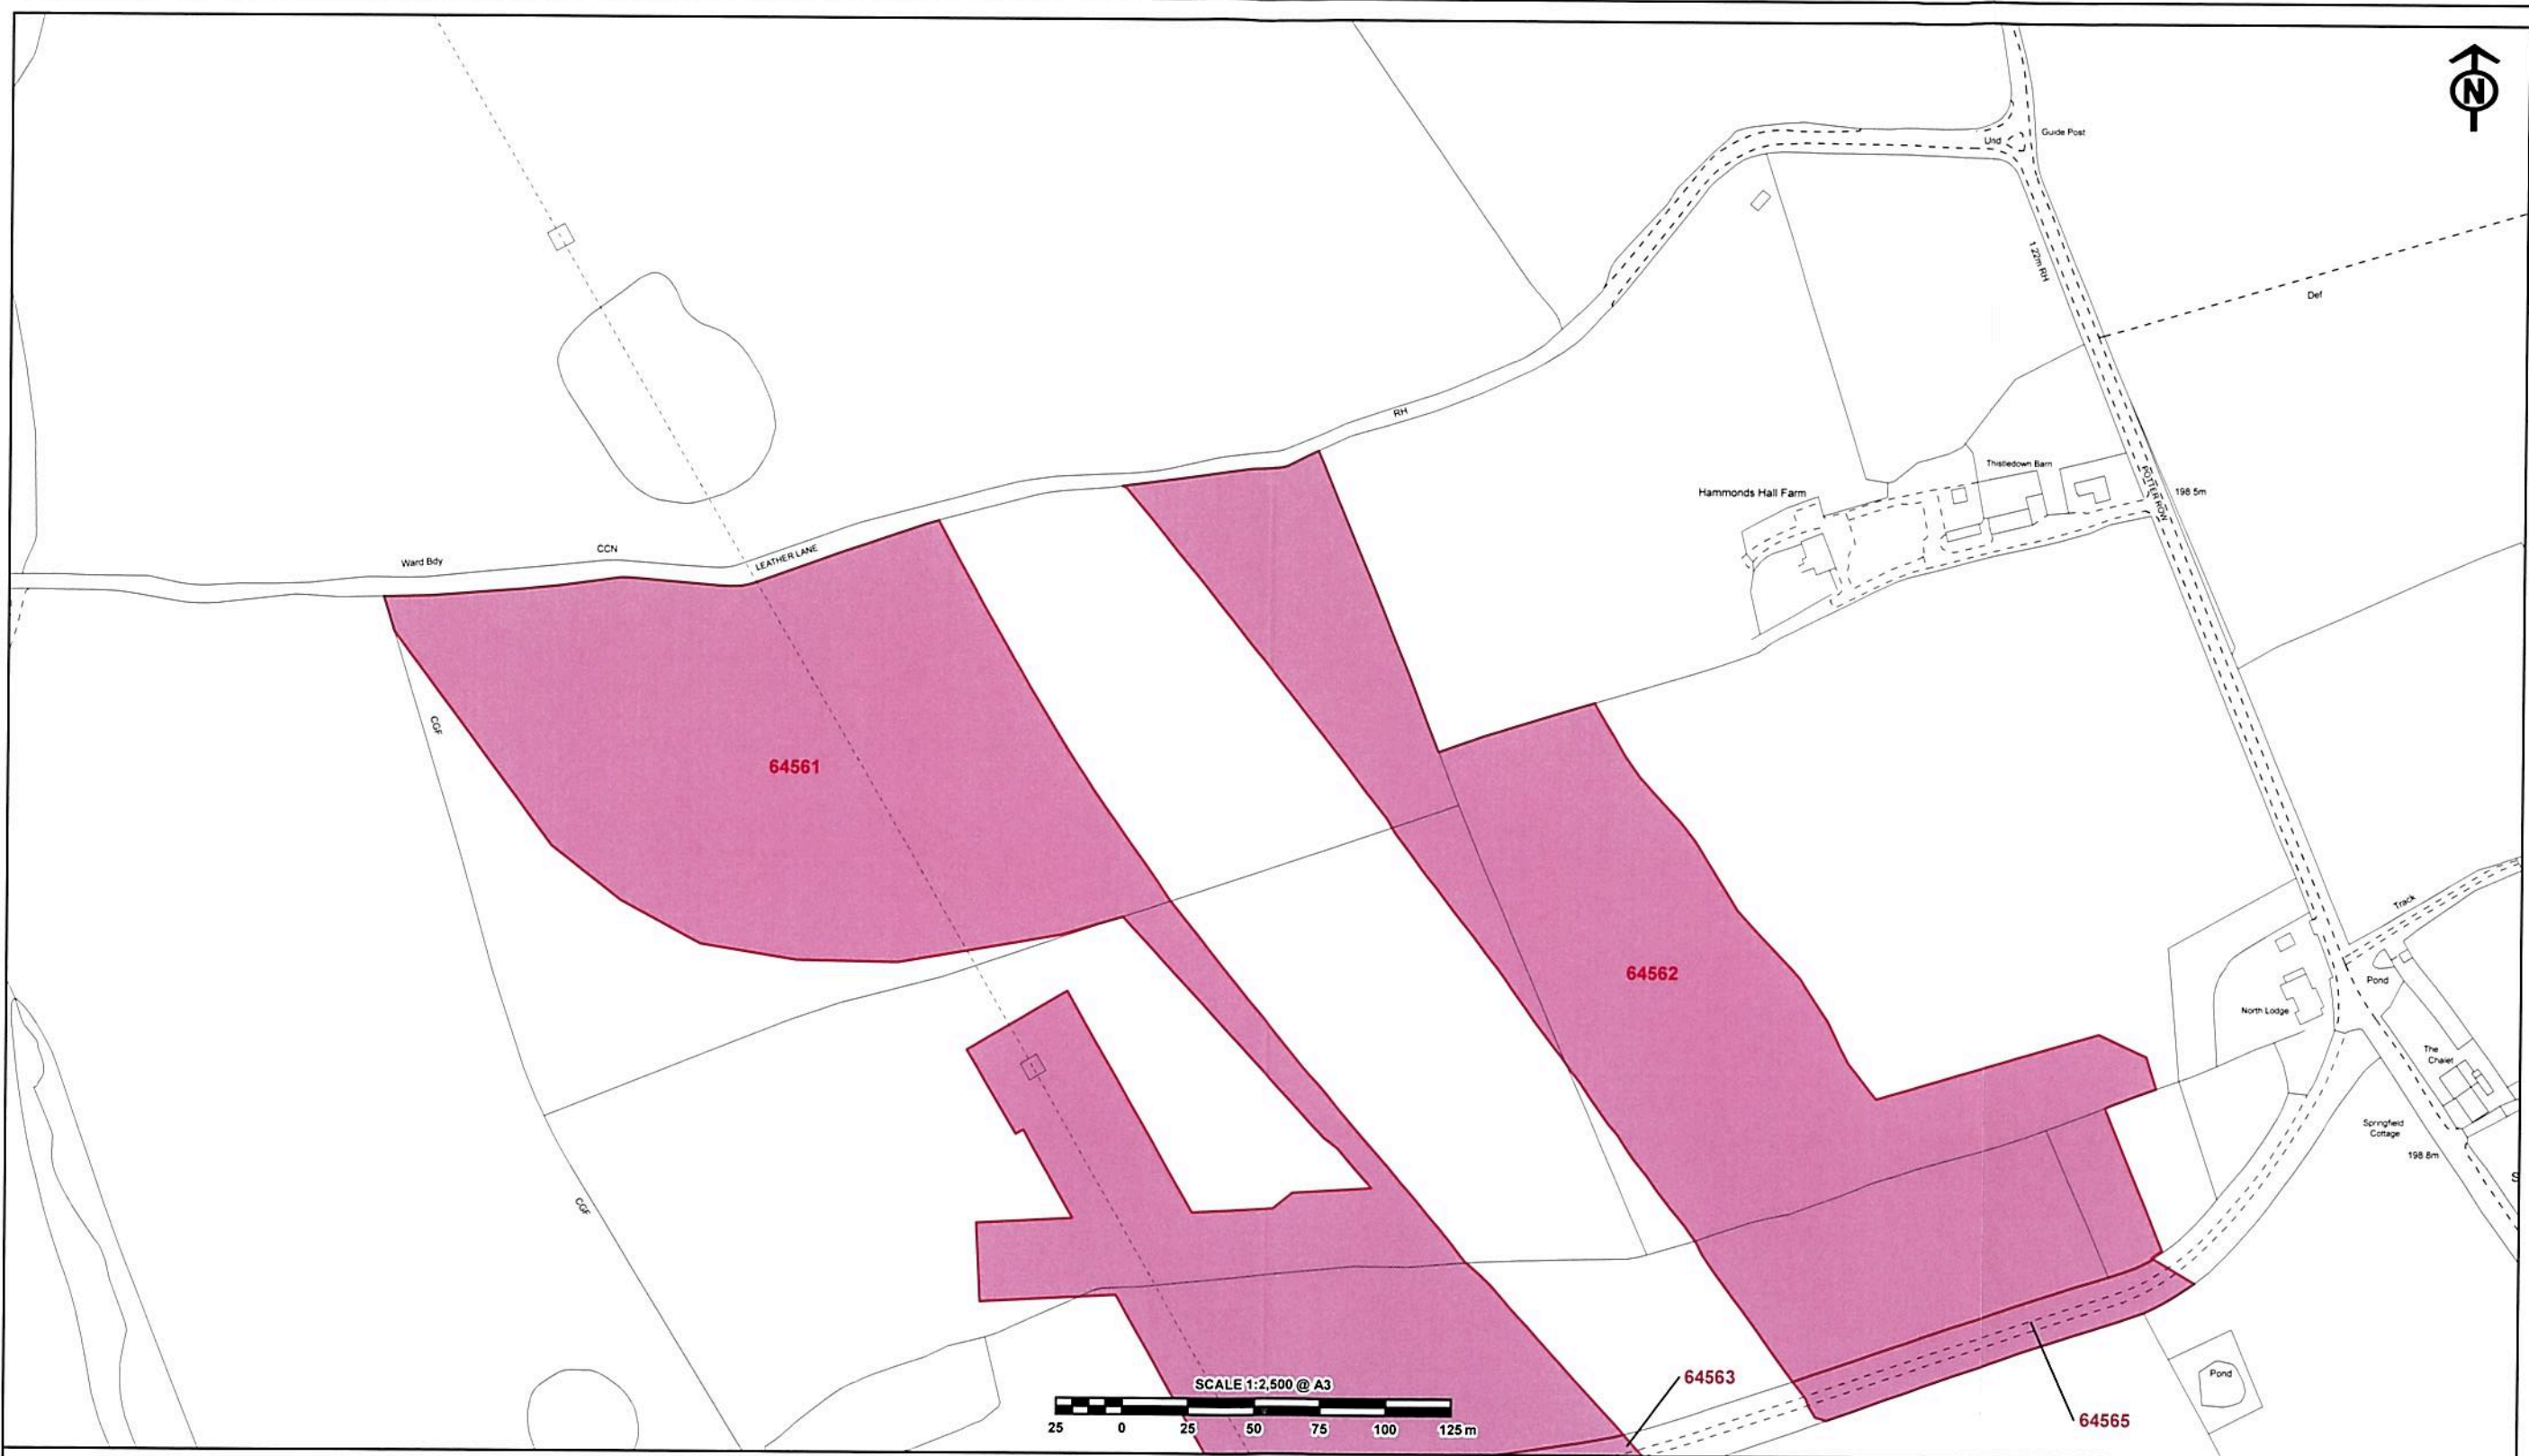 N
Guide Post
Und
122m RH
Def
RH
Thistledown Barn
Hammonds Hall Farm
POTTER ROW
198 5m
CCN
Ward Bdy
LEATHER LANE
CGF
64561
Track
64562
Pond
North Lodge
The
Chalet
Springfield
Cottage
198 8m
S
CGF
Pond
64563
SCALE 1:2,500 @ A3
25 0 25 50 75 100 125 m
64565